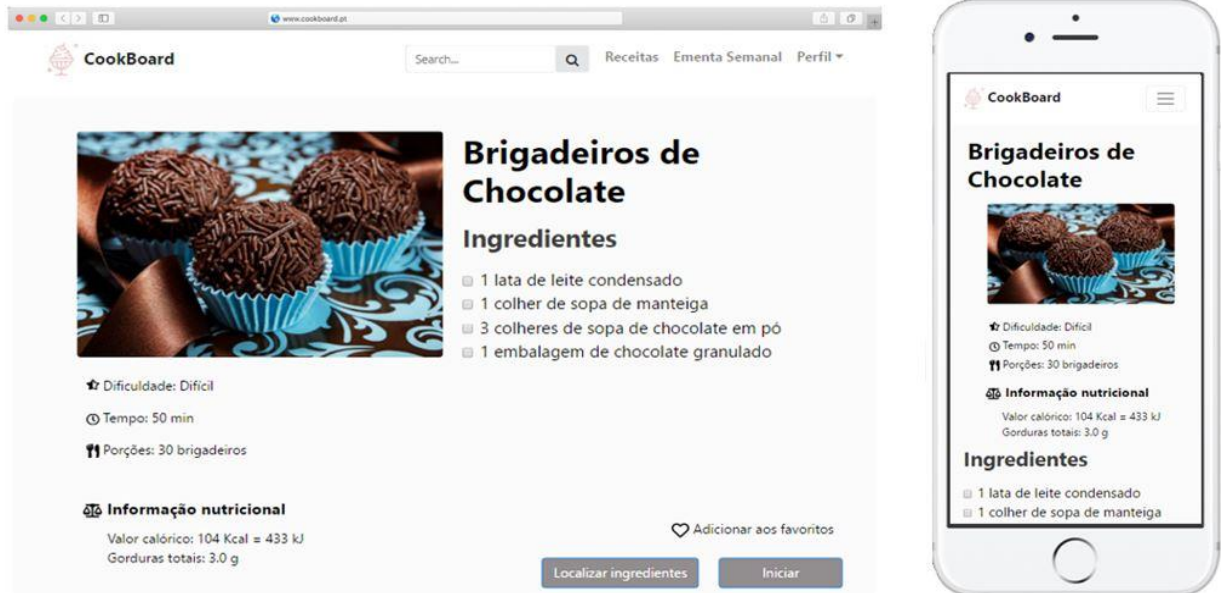 www.cookboard.pt
CookBoard
Search...
Receitas Ementa Semanal Perfil
Brigadeiros de
Chocolate
Ingredientes
1 lata de leite condensado
1 colher de sopa de manteiga
3 colheres de sopa de chocolate em pó
1 embalagem de chocolate granulado
Dificuldade: Difícil
Tempo: 50 min
Porções: 30 brigadeiros
Informação nutricional
Valor calórico: 104 Kcal = 433 kJ
Gorduras totais: 3.0 g
Adicionar aos favoritos
Localizar ingredientes
Iniciar
CookBoard
Brigadeiros de
Chocolate
Dificuldade: Difícil
Tempo: 50 min
Porções: 30 brigadeiros
Informação nutricional
Valor calórico: 104 Kcal = 433 kJ
Gorduras totais: 3.0 g
Ingredientes
1 lata de leite condensado
1 colher de sopa de manteiga